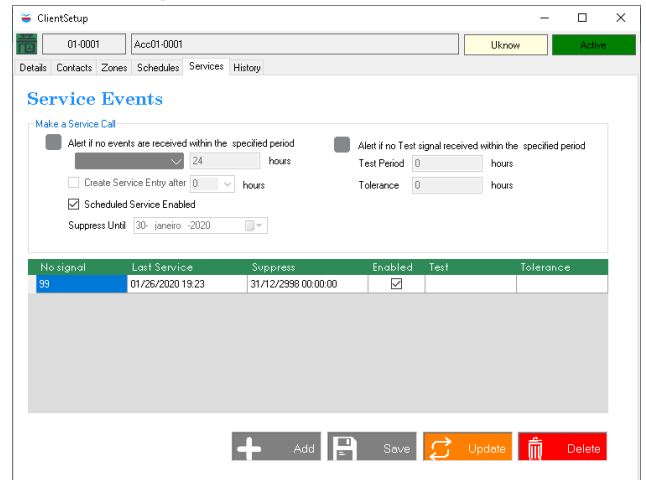 ClientSetup
01-0001 Acc01-0001 Uknow Active
Details Contacts Zones Schedules Services History
Service Events
Make a Service Call
Alert if no events are received within the specified period
24 hours
Create Service Entry after 0 hours
Scheduled Service Enabled
Suppress Until 30- janeiro -2020
Alert if no Test signal received within the specified period
Test Period 0 hours
Tolerance 0 hours
No signal Last Service Suppress Enabled Test Tolerance
99 01/26/2020 19:23 31/12/2998 00:00:00
Add Save Update Delete